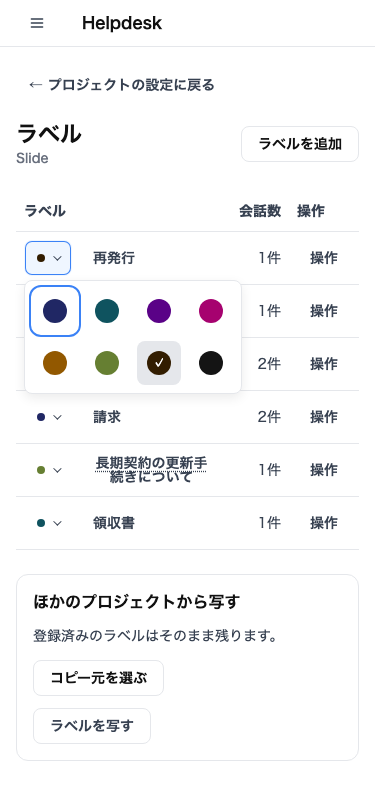 Helpdesk
← プロジェクトの設定に戻る
ラベル
Slide
ラベルを追加
ラベル 会話数 操作
再発行 1件 操作
1件 操作
2件 操作
請求 2件 操作
長期契約の更新手
続きについて 1件 操作
領収書 1件 操作
ほかのプロジェクトから写す
登録済みのラベルはそのまま残ります。
コピー元を選ぶ
ラベルを写す